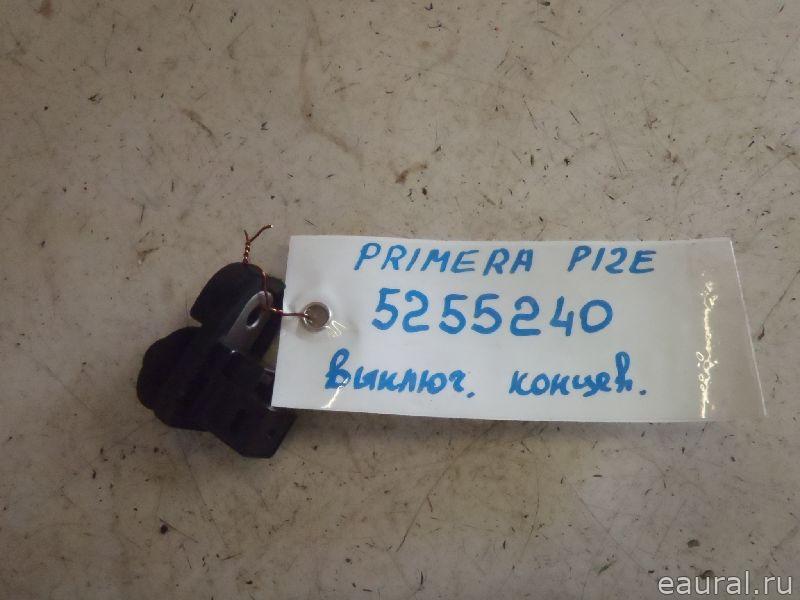 PRIMERA P12E
5255240
выключ. концев.
eaural.ru